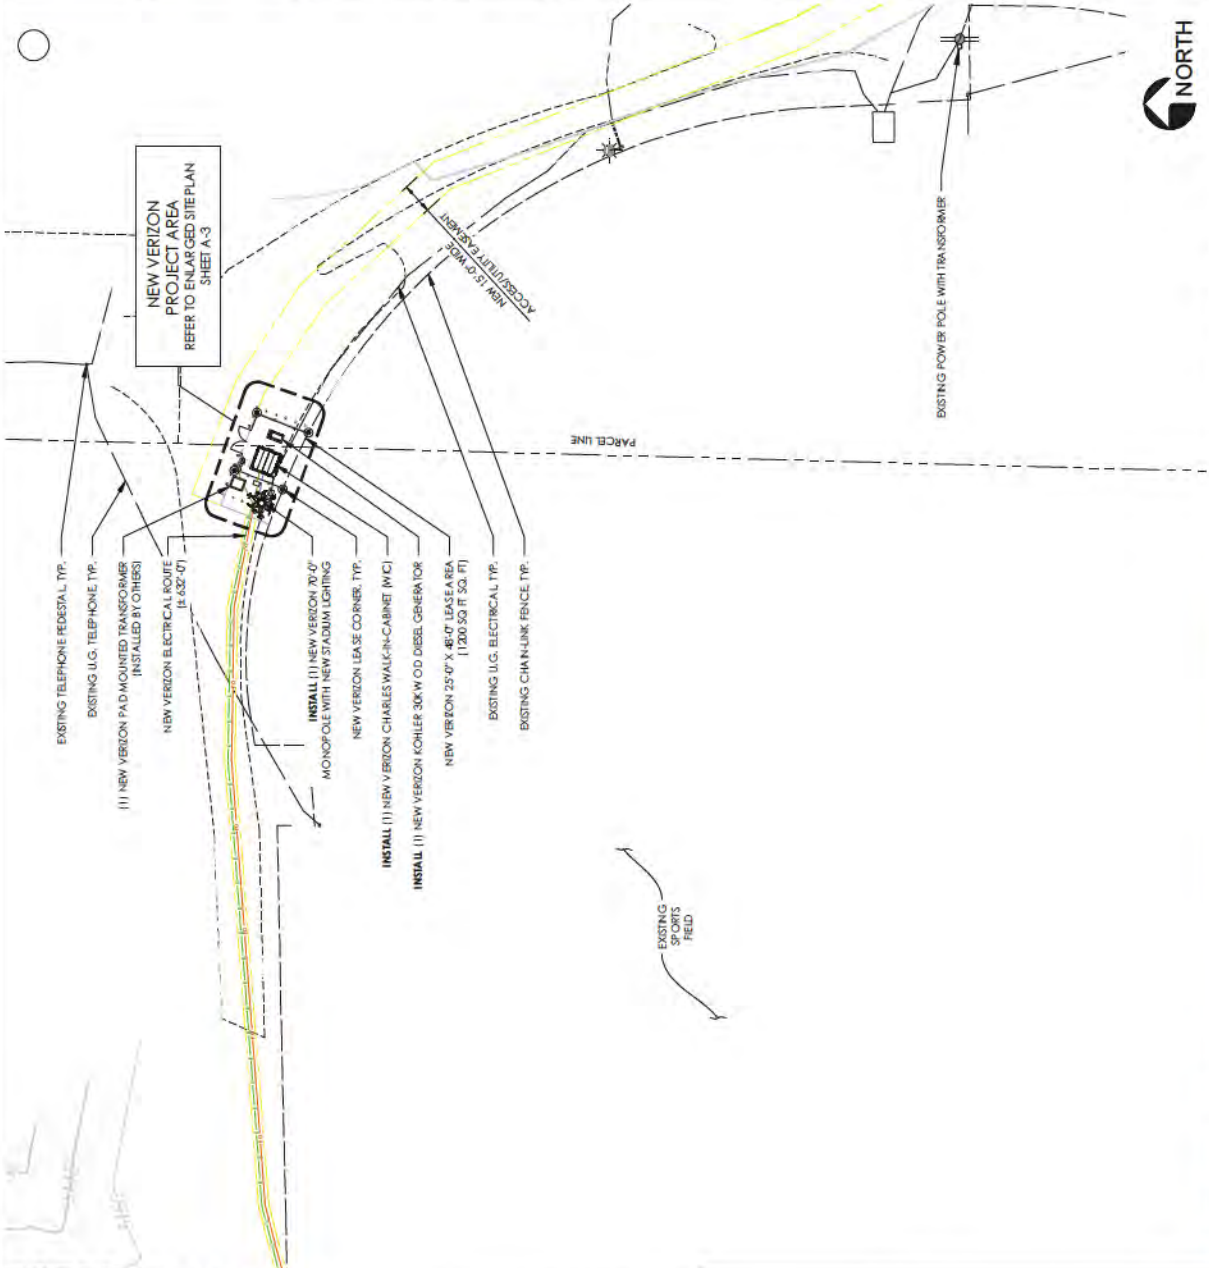 NORTH
NEW VERIZON
PROJECT AREA
REFER TO ENLARGED SITE PLAN
SHEET A-3
NEW 15'-0" WIDE
ACCESS/UTILITY EASEMENT
EXISTING POWER POLE WITH TRANSFORMER
PARCEL LINE
EXISTING TELEPHONE PEDESTAL, TYP.
EXISTING U.G. TELEPHONE, TYP.
(1) NEW VERIZON PAD MOUNTED TRANSFORMER
(INSTALLED BY OTHERS)
NEW VERIZON ELECTRICAL ROUTE
(± 632'-0")
INSTALL (1) NEW VERIZON 70'-0"
MONOPOLE WITH NEW STADIUM LIGHTING
NEW VERIZON LEASE CORNER, TYP.
INSTALL (1) NEW VERIZON CHARLES WALK-IN-CABINET (WIC)
INSTALL (1) NEW VERIZON KOHLER 30KW OD DIESEL GENERATOR
NEW VERIZON 25'-0" X 48'-0" LEASE AREA
(1200 SQ FT SQ. FT)
EXISTING U.G. ELECTRICAL, TYP.
EXISTING CHAIN-LINK FENCE, TYP.
EXISTING
SPORTS
FIELD